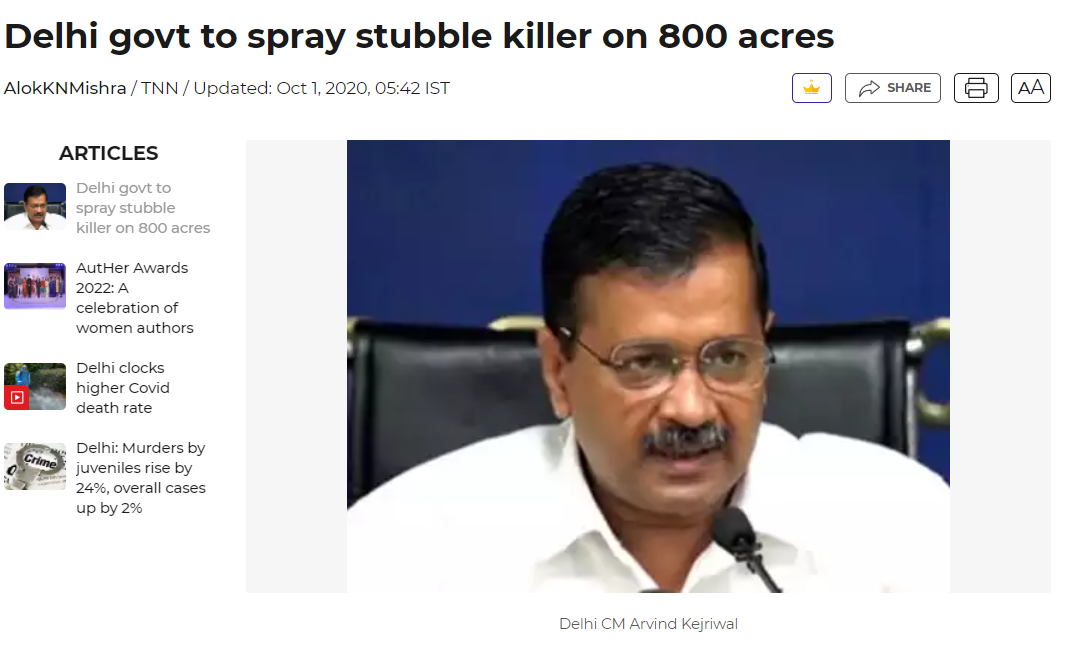 Delhi govt to spray stubble killer on 800 acres
AlokKNMishra / TNN / Updated: Oct 1, 2020, 05:42 IST
SHARE
AA
ARTICLES
Delhi govt to
spray stubble
killer on 800 acres
AutHer Awards
2022: A
celebration of
women authors
Delhi clocks
higher Covid
death rate
Crime
Delhi: Murders by
juveniles rise by
24%, overall cases
up by 2%
Delhi CM Arvind Kejriwal